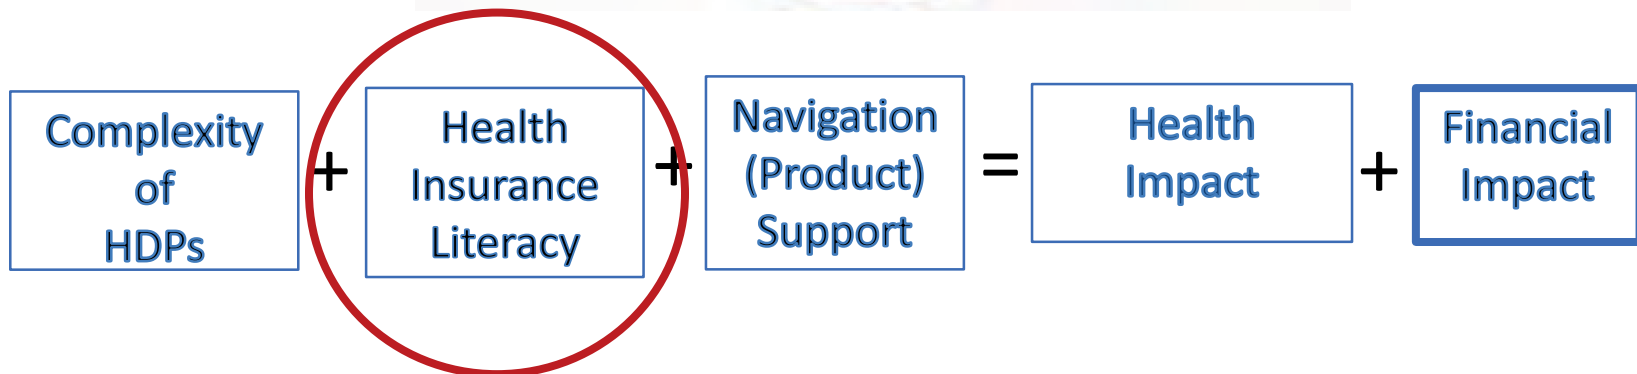 Complexity
of
HDPs
+
Health
Insurance
Literacy
+
Navigation
(Product)
Support
=
Health
Impact
+
Financial
Impact